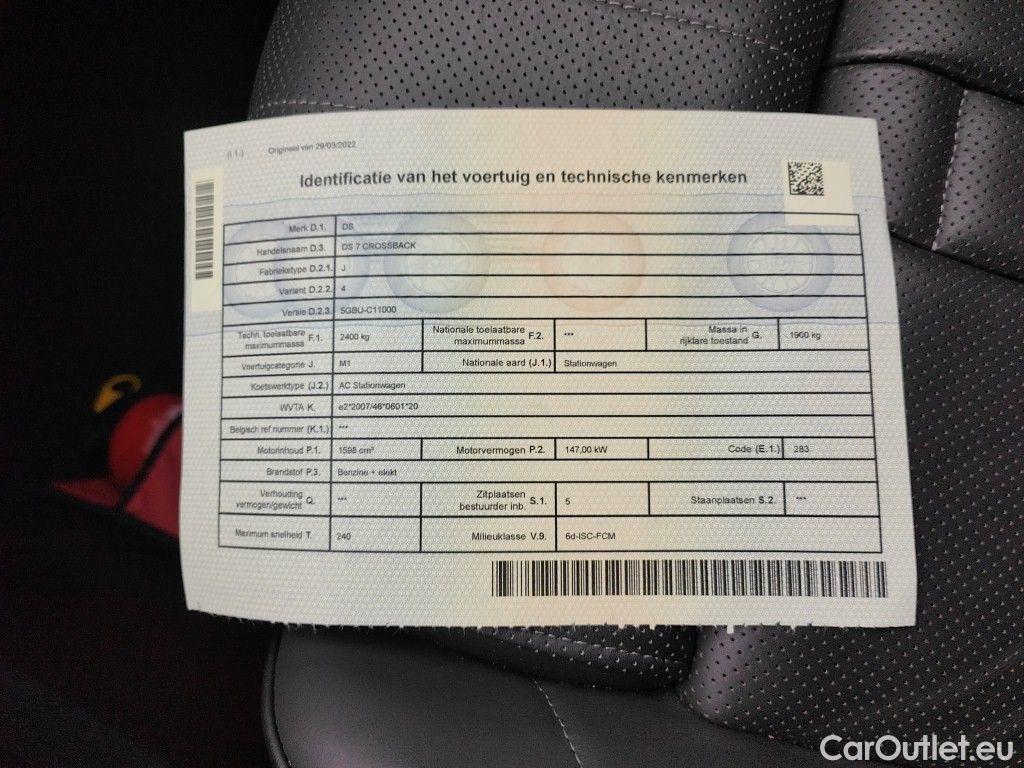 (I.1.) Origineel van 29/03/2022
Identificatie van het voertuig en technische kenmerken
Merk D.1. DS
Handelsnaam D.3. DS 7 CROSSBACK
Fabriekstype D.2.1. J
Variant D.2.2. 4
Versie D.2.3. 5GBU-C11000
Techn. toelaatbare maximummassa F.1. 2400 kg Nationale toelaatbare maximummassa F.2. *** Massa in rijklare toestand G. 1900 kg
Voertuigcategorie J. M1 Nationale aard (J.1.) Stationwagen
Koetswerktype (J.2.) AC Stationwagen
WVTA K. e2*2007/46*0601*20
Belgisch ref nummer (K.1.) ***
Motorinhoud P.1. 1598 cm³ Motorvermogen P.2. 147,00 kW Code (E.1.) 283
Brandstof P.3. Benzine + elekt
Verhouding vermogen/gewicht Q. *** Zitplaatsen bestuurder inb. S.1. 5 Staanplaatsen S.2. ***
Maximum snelheid T. 240 Milieuklasse V.9. 6d-ISC-FCM
CarOutlet.eu